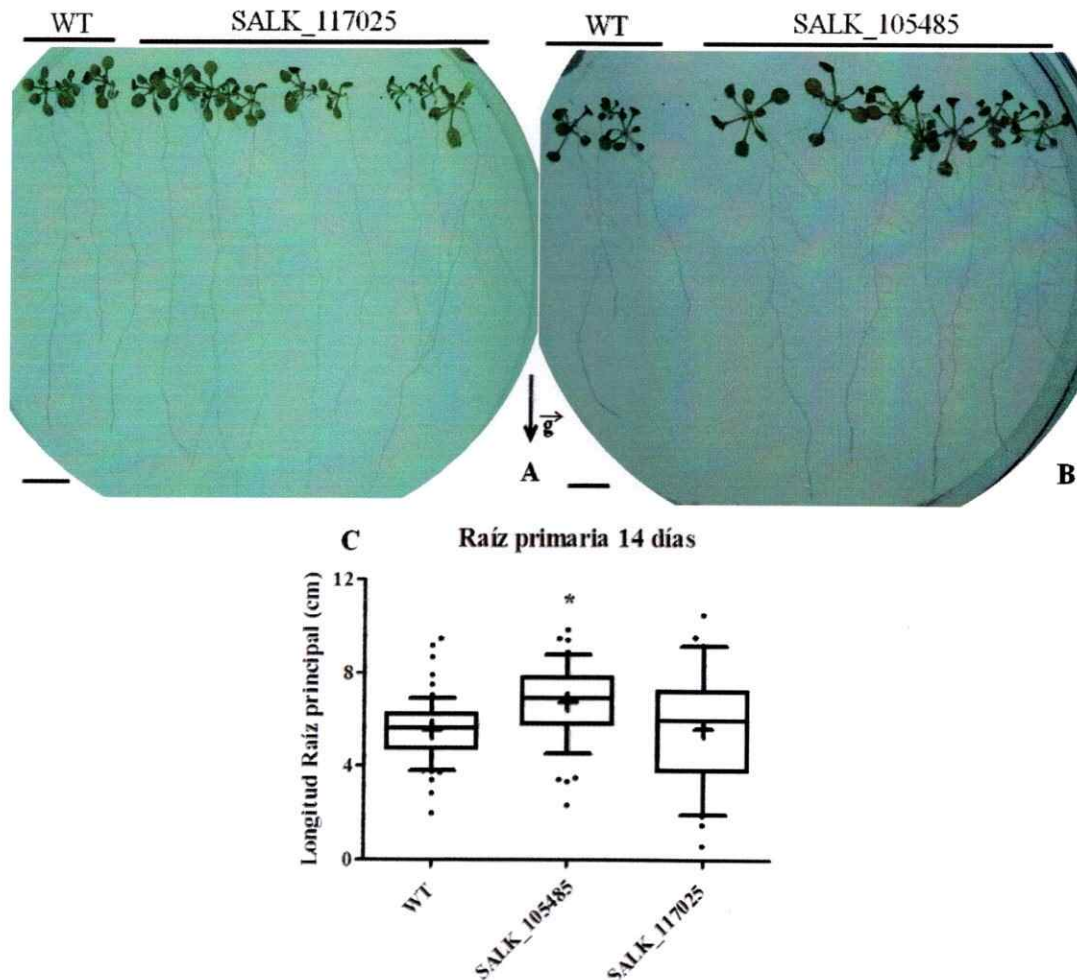 WT SALK_117025
WT SALK_105485
g
A
B
C Raíz primaria 14 días
Longitud Raíz principal (cm)
12
*
8
4
0
WT
SALK_105485
SALK_117025